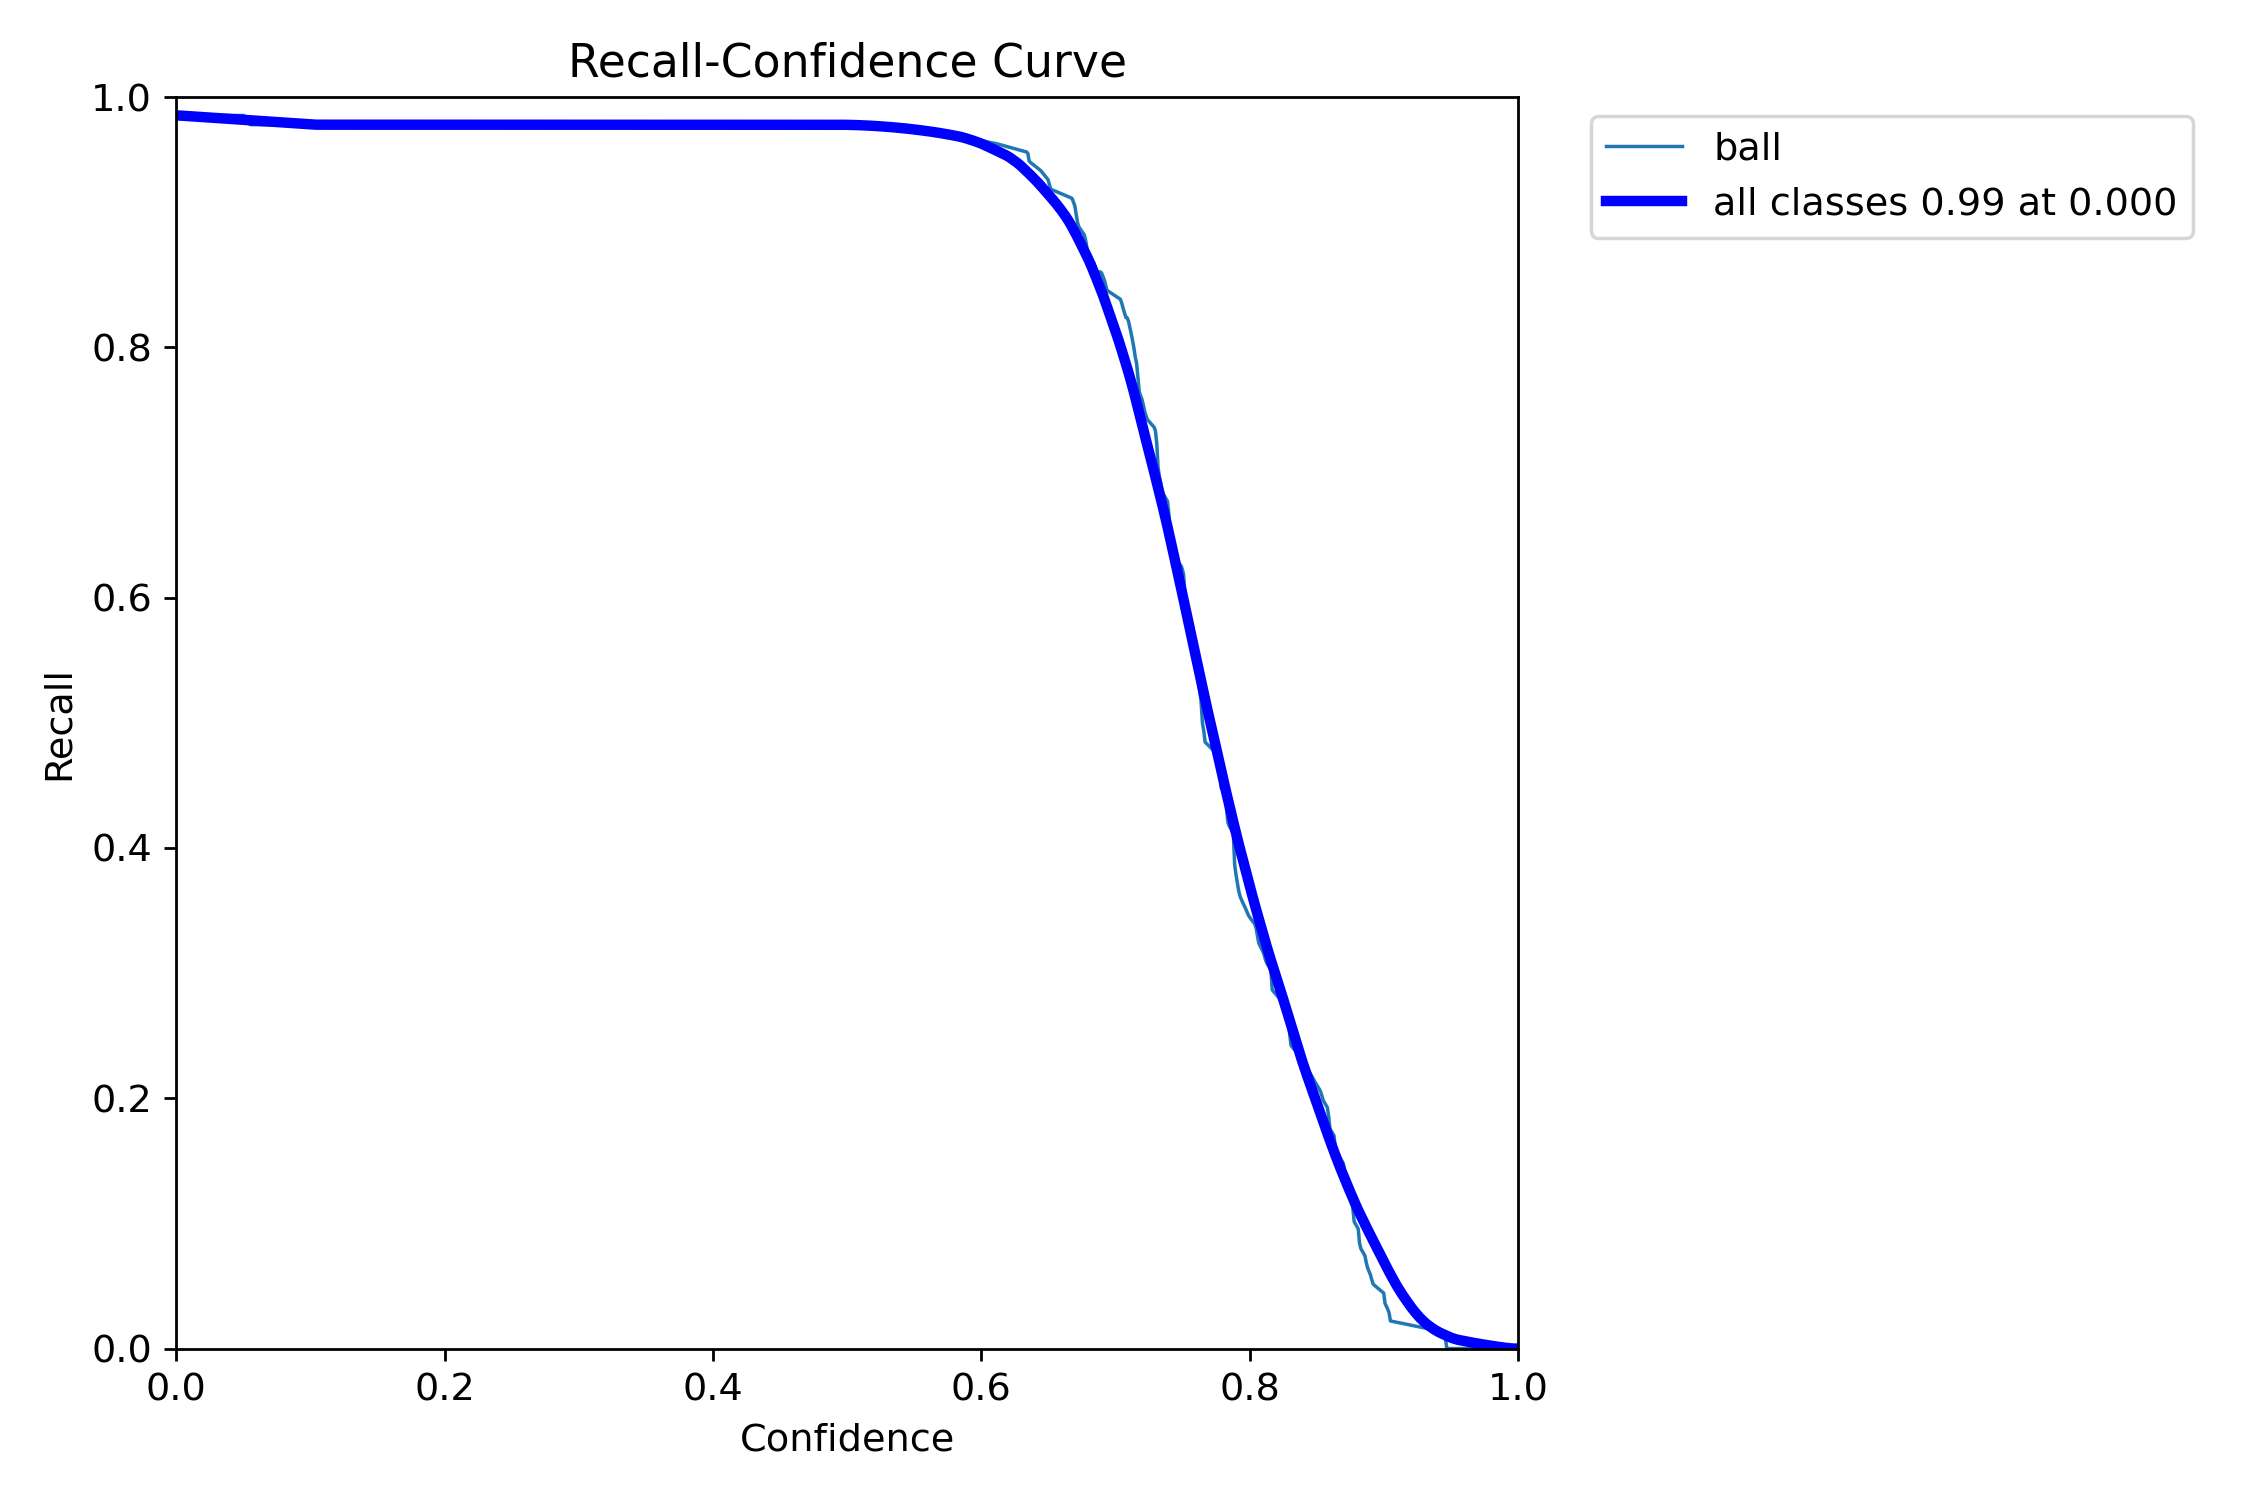 Recall-Confidence Curve
ball
all classes 0.99 at 0.000
1.0
0.8
0.6
0.4
0.2
0.0
Recall
0.0 0.2 0.4 0.6 0.8 1.0
Confidence